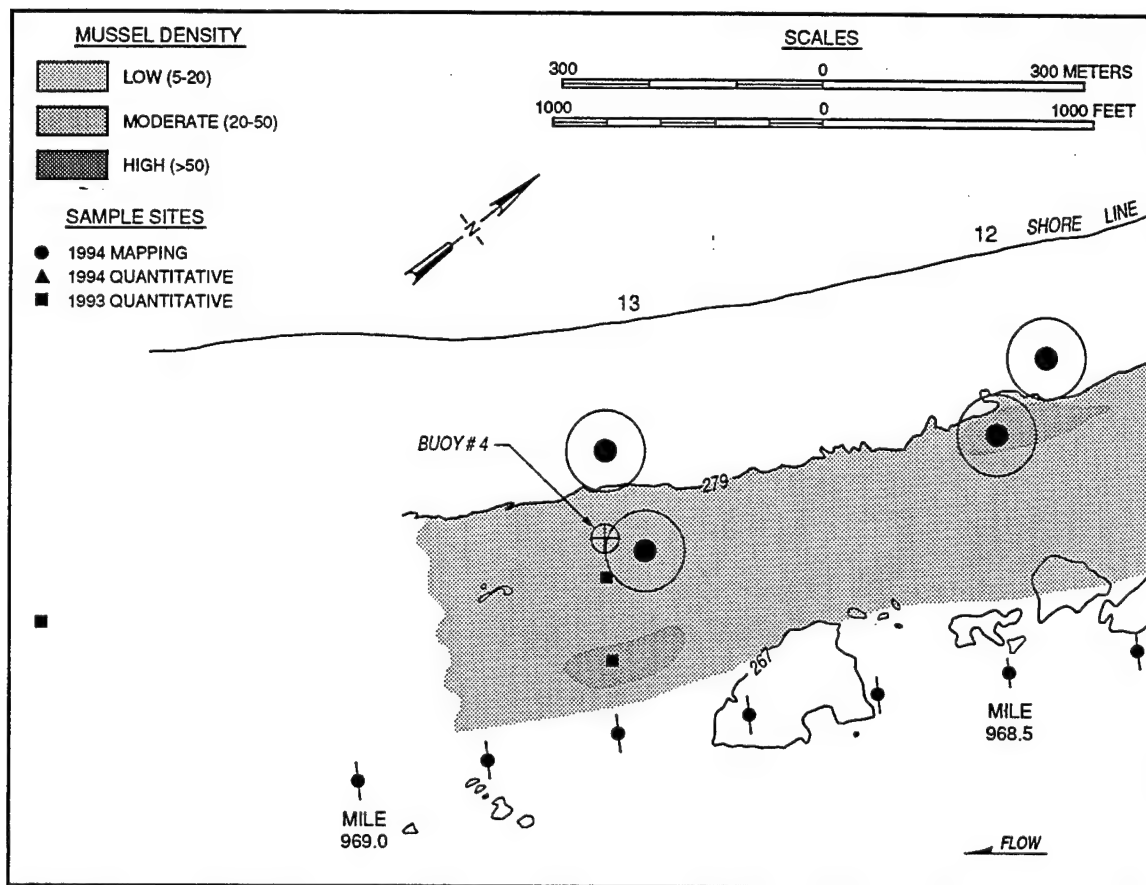 MUSSEL DENSITY
LOW (5-20)
MODERATE (20-50)
HIGH (>50)
SAMPLE SITES
1994 MAPPING
1994 QUANTITATIVE
1993 QUANTITATIVE
SCALES
300 0 300 METERS
1000 0 1000 FEET
N
12 SHORE LINE
13
BUOY # 4
279
267
MILE
968.5
MILE
969.0
FLOW